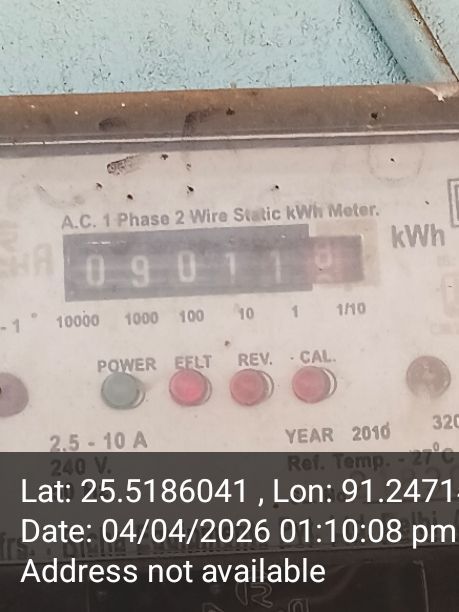 A.C. 1 Phase 2 Wire Static kWh Meter.
0 9 0 1 1 8 kWh
10000 1000 100 10 1 1/10
POWER EFLT REV. CAL.
2.5 - 10 A YEAR 2010 320
240 V. Ref. Temp. - 27°C
Lat: 25.5186041 , Lon: 91.2471
Date: 04/04/2026 01:10:08 pm
Address not available